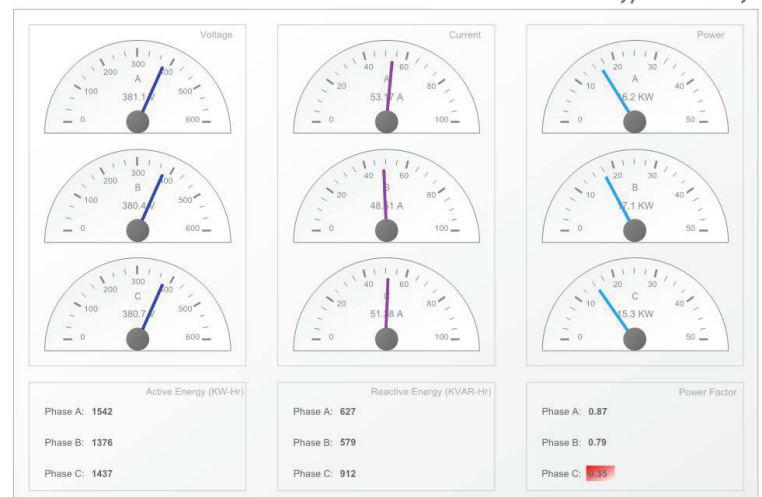 Voltage
0 100 200 300 400 500 600
A
381.1 V
0 100 200 300 400 500 600
B
380.4 V
0 100 200 300 400 500 600
C
380.7 V
Current
0 20 40 60 80 100
A
53.17 A
0 20 40 60 80 100
B
48.61 A
0 20 40 60 80 100
C
A
Power
0 10 20 30 40 50
A
16.2 KW
0 10 20 30 40 50
B
17.1 KW
0 10 20 30 40 50
C
15.3 KW
Active Energy (KW-Hr)
Phase A: 1542
Phase B: 1376
Phase C: 1437
Reactive Energy (KVAR-Hr)
Phase A: 627
Phase B: 579
Phase C: 912
Power Factor
Phase A: 0.87
Phase B: 0.79
Phase C: 0.35